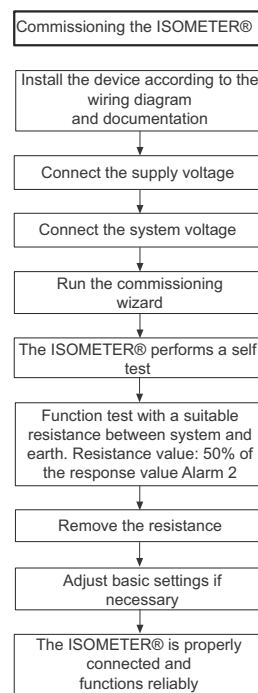 Commissioning the ISOMETER®
Install the device according to the
wiring diagram
and documentation
Connect the supply voltage
Connect the system voltage
Run the commissioning
wizard
The ISOMETER® performs a self
test
Function test with a suitable
resistance between system and
earth. Resistance value: 50% of
the response value Alarm 2
Remove the resistance
Adjust basic settings if
necessary
The ISOMETER® is properly
connected and
functions reliably